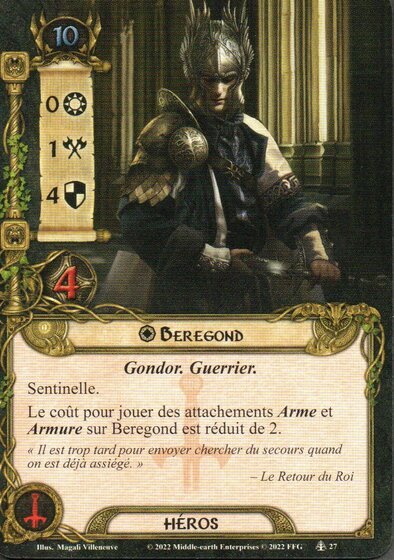 10
0
1
4
4
Beregond
Gondor. Guerrier.
Sentinelle.
Le coût pour jouer des attachements Arme et
Armure sur Beregond est réduit de 2.
« Il est trop tard pour envoyer chercher du secours quand
on est déjà assiégé. »
– Le Retour du Roi
HÉROS
Illus. Magali Villeneuve © 2022 Middle-earth Enterprises © 2022 FFG 27